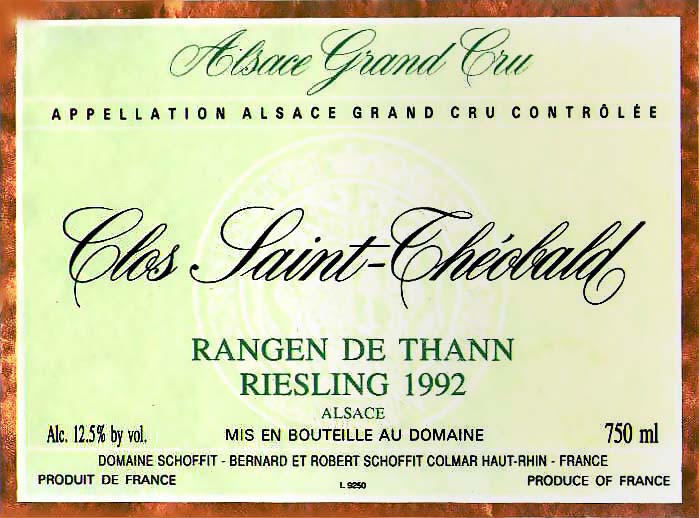 Alsace Grand Cru
APPELLATION ALSACE GRAND CRU CONTRÔLÉE
Clos Saint-Théobald
RANGEN DE THANN
RIESLING 1992
ALSACE
Alc. 12.5% by vol. MIS EN BOUTEILLE AU DOMAINE 750 ml
DOMAINE SCHOFFIT - BERNARD ET ROBERT SCHOFFIT COLMAR HAUT-RHIN - FRANCE
PRODUIT DE FRANCE L 9250 PRODUCE OF FRANCE